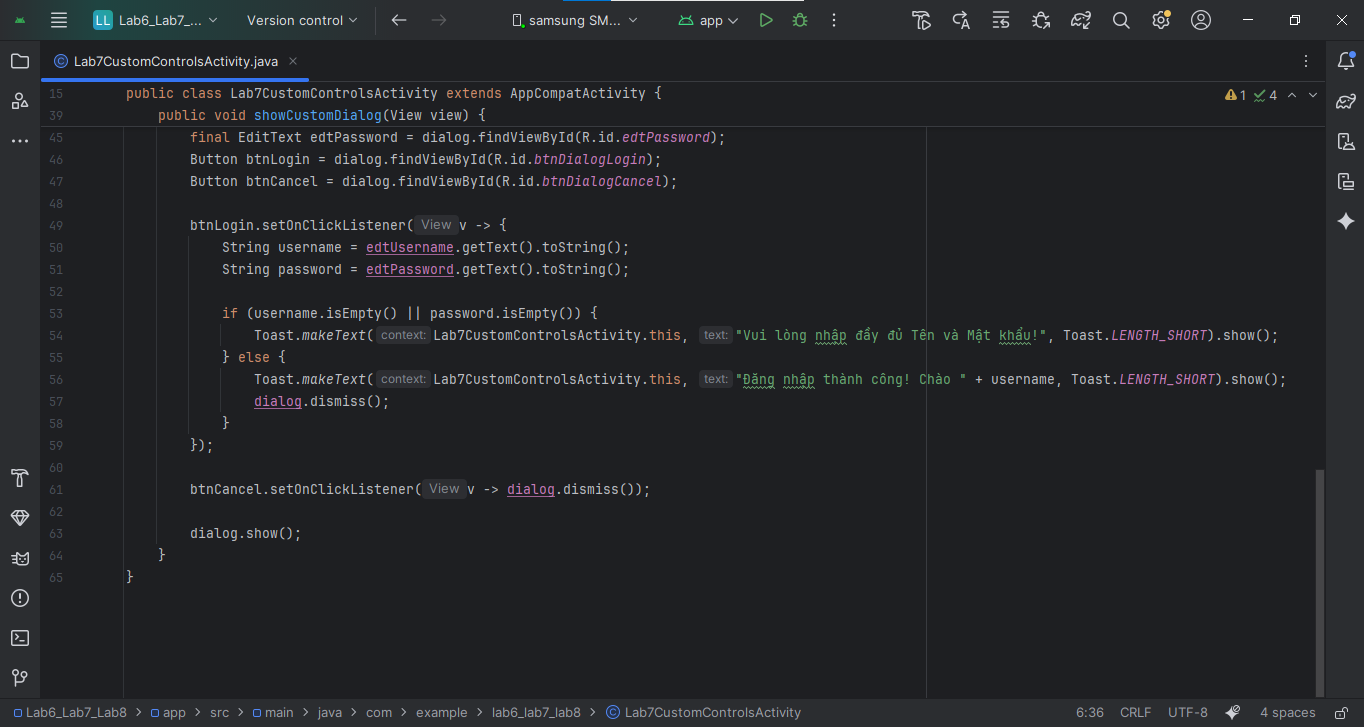 LL Lab6_Lab7_... Version control samsung SM... app
Lab7CustomControlsActivity.java
15 public class Lab7CustomControlsActivity extends AppCompatActivity { 1 4
39 public void showCustomDialog(View view) {
45 final EditText edtPassword = dialog.findViewById(R.id.edtPassword);
46 Button btnLogin = dialog.findViewById(R.id.btnDialogLogin);
47 Button btnCancel = dialog.findViewById(R.id.btnDialogCancel);
48
49 btnLogin.setOnClickListener( View v -> {
50 String username = edtUsername.getText().toString();
51 String password = edtPassword.getText().toString();
52
53 if (username.isEmpty() || password.isEmpty()) {
54 Toast.makeText( context: Lab7CustomControlsActivity.this, text: "Vui lòng nhập đầy đủ Tên và Mật khẩu!", Toast.LENGTH_SHORT).show();
55 } else {
56 Toast.makeText( context: Lab7CustomControlsActivity.this, text: "Đăng nhập thành công! Chào " + username, Toast.LENGTH_SHORT).show();
57 dialog.dismiss();
58 }
59 });
60
61 btnCancel.setOnClickListener( View v -> dialog.dismiss());
62
63 dialog.show();
64 }
65 }
Lab6_Lab7_Lab8 > app > src > main > java > com > example > lab6_lab7_lab8 > Lab7CustomControlsActivity 6:36 CRLF UTF-8 4 spaces